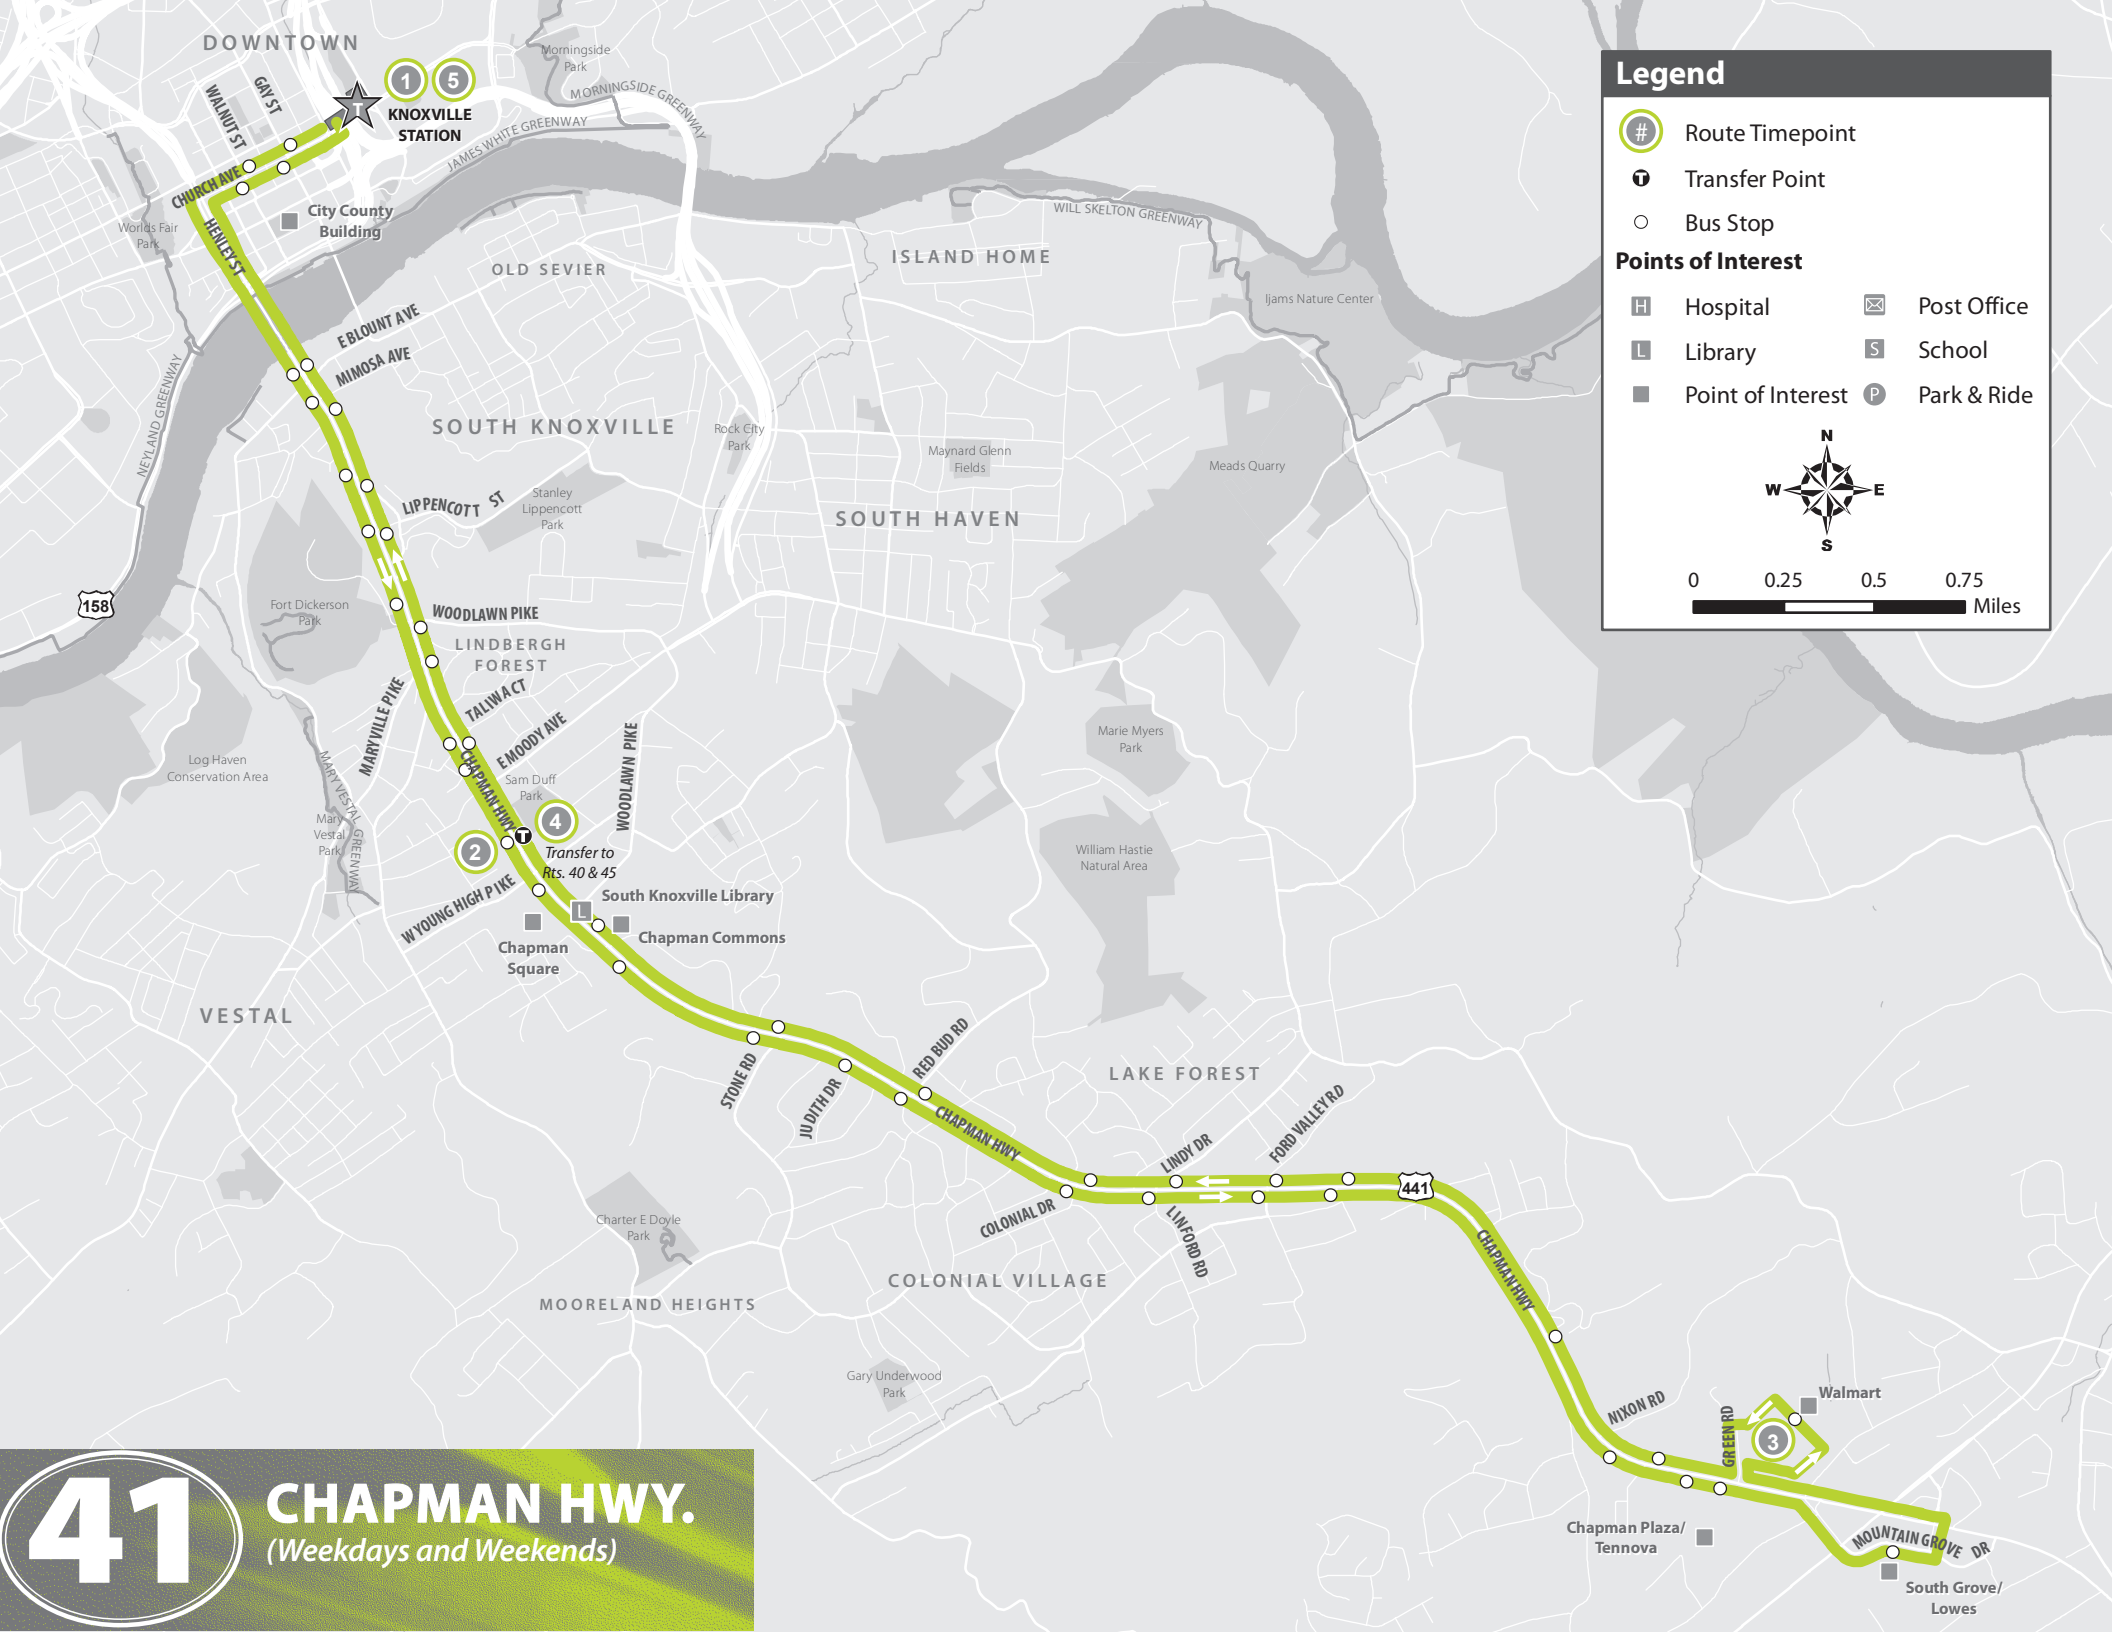 DOWNTOWN
Morningside
Park
1
5
KNOXVILLE
STATION
T
GAY ST
WALNUT ST
CHURCH AVE
HENLEY ST
City County
Building
Worlds Fair
Park
MORNINGSIDE GREENWAY
JAMES WHITE GREENWAY
WILL SKELTON GREENWAY
OLD SEVIER
ISLAND HOME
Ijams Nature Center
E BLOUNT AVE
MIMOSA AVE
NEYLAND GREENWAY
SOUTH KNOXVILLE
Rock City
Park
Maynard Glenn
Fields
Meads Quarry
LIPPENCOTT ST
Stanley
Lippencott
Park
SOUTH HAVEN
158
Fort Dickerson
Park
WOODLAWN PIKE
LINDBERGH
FOREST
TALIWA CT
E MOODY AVE
MARYVILLE PIKE
WOODLAWN PIKE
Log Haven
Conservation Area
MARY VESTAL GREENWAY
Mary
Vestal
Park
CHAPMAN HWY
Sam Duff
Park
Marie Myers
Park
2
T
4
Transfer to
Rts. 40 & 45
W YOUNG HIGH PIKE
L
South Knoxville Library
Chapman Commons
Chapman
Square
William Hastie
Natural Area
VESTAL
STONE RD
JUDITH DR
RED BUD RD
CHAPMAN HWY
LAKE FOREST
LINDY DR
FORD VALLEY RD
COLONIAL DR
LINFORD RD
441
CHAPMAN HWY
Charter E Doyle
Park
COLONIAL VILLAGE
MOORELAND HEIGHTS
Gary Underwood
Park
NIXON RD
GREEN RD
3
Walmart
Chapman Plaza/
Tennova
MOUNTAIN GROVE DR
South Grove/
Lowes
Legend
# Route Timepoint
T Transfer Point
Bus Stop
Points of Interest
H Hospital
Post Office
L Library
S School
Point of Interest
P Park & Ride
N
W E
S
0 0.25 0.5 0.75
Miles
41
CHAPMAN HWY.
(Weekdays and Weekends)